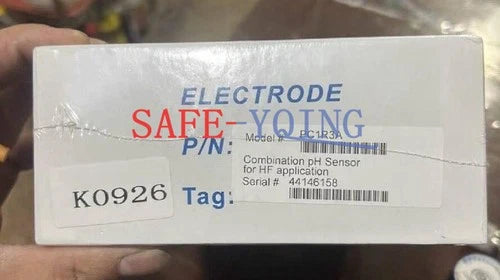 ELECTRODE
SAFE-YQING
P/N:
Model # PC1R3A
Combination pH Sensor
for HF application
Serial # 44146158
Tag:
K0926